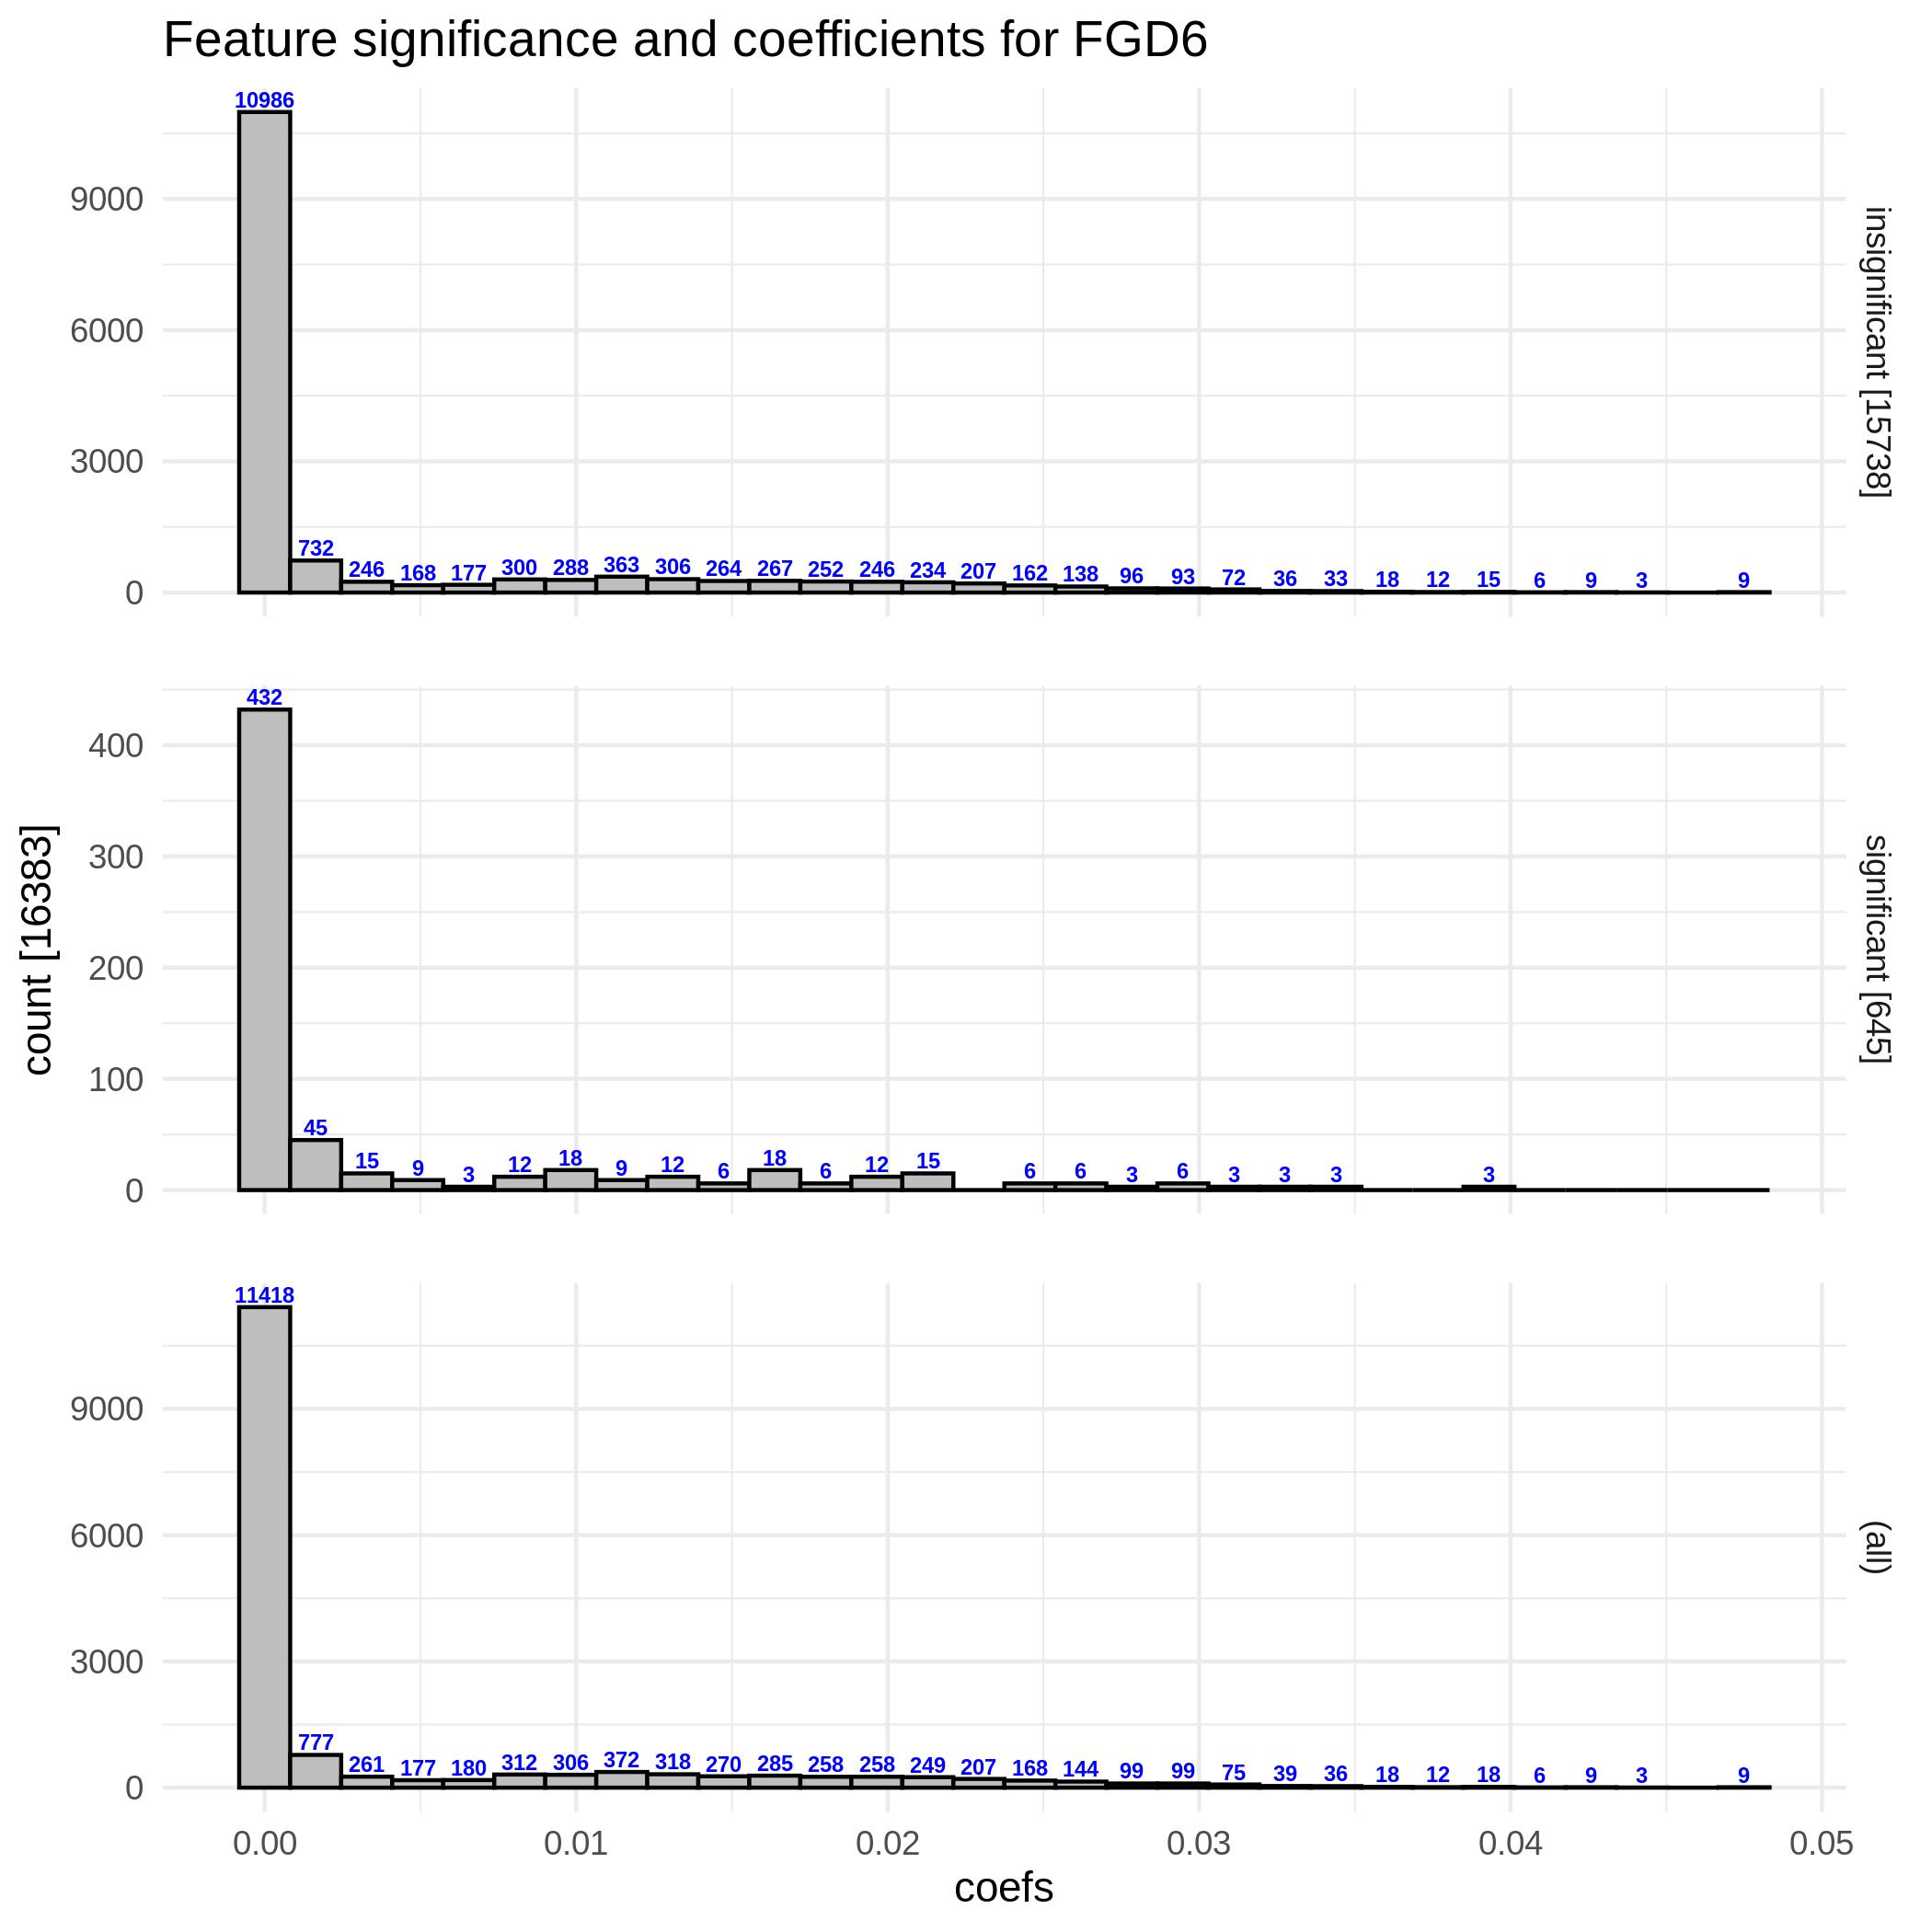 Feature significance and coefficients for FGD6
10986
9000
6000
3000
0
732 246 168 177 300 288 363 306 264 267 252 246 234 207 162 138 96 93 72 36 33 18 12 15 6 9 3 9
insignificant [15738]
432
400
300
200
100
0
45 15 9 3 12 18 9 12 6 18 6 12 15 6 6 3 6 3 3 3 3
significant [645]
count [16383]
11418
9000
6000
3000
0
777 261 177 180 312 306 372 318 270 285 258 258 249 207 168 144 99 99 75 39 36 18 12 18 6 9 3 9
(all)
0.00 0.01 0.02 0.03 0.04 0.05
coefs